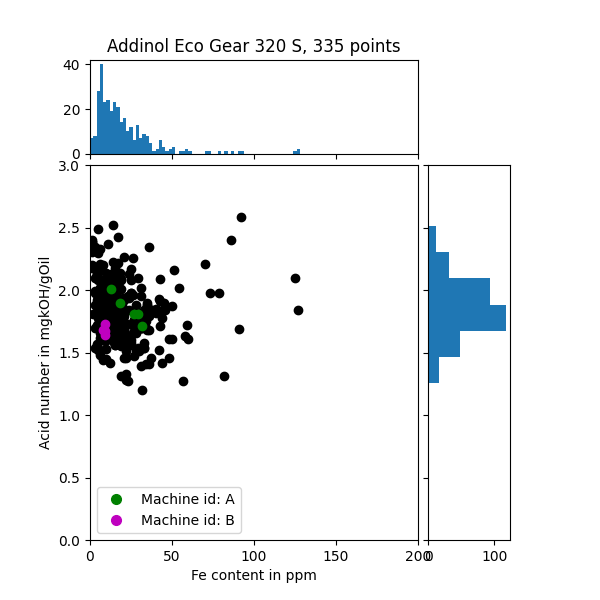 Addinol Eco Gear 320 S, 335 points
40
20
0
3.0
2.5
2.0
1.5
1.0
0.5
0.0
Acid number in mgkOH/gOil
Machine id: A
Machine id: B
0 50 100 150 200
0 100
Fe content in ppm